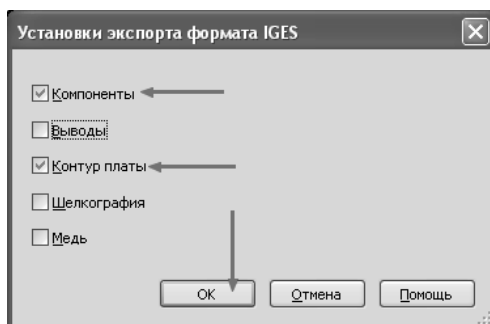 Установки экспорта формата IGES
Компоненты
Выводы
Контур платы
Шелкография
Медь
OK Отмена Помощь